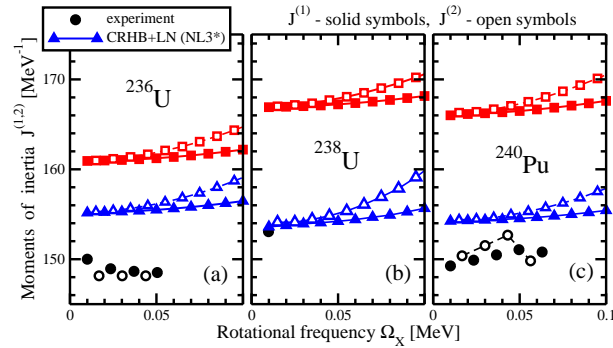 J(1) - solid symbols, J(2) - open symbols
experiment
CRHB+LN (NL3*)
Moments of inertia J(1,2) [MeV-1]
170
160
150
236U
238U
240Pu
(a)
(b)
(c)
0 0.05 0 0.05 0 0.05 0.1
Rotational frequency ΩX [MeV]